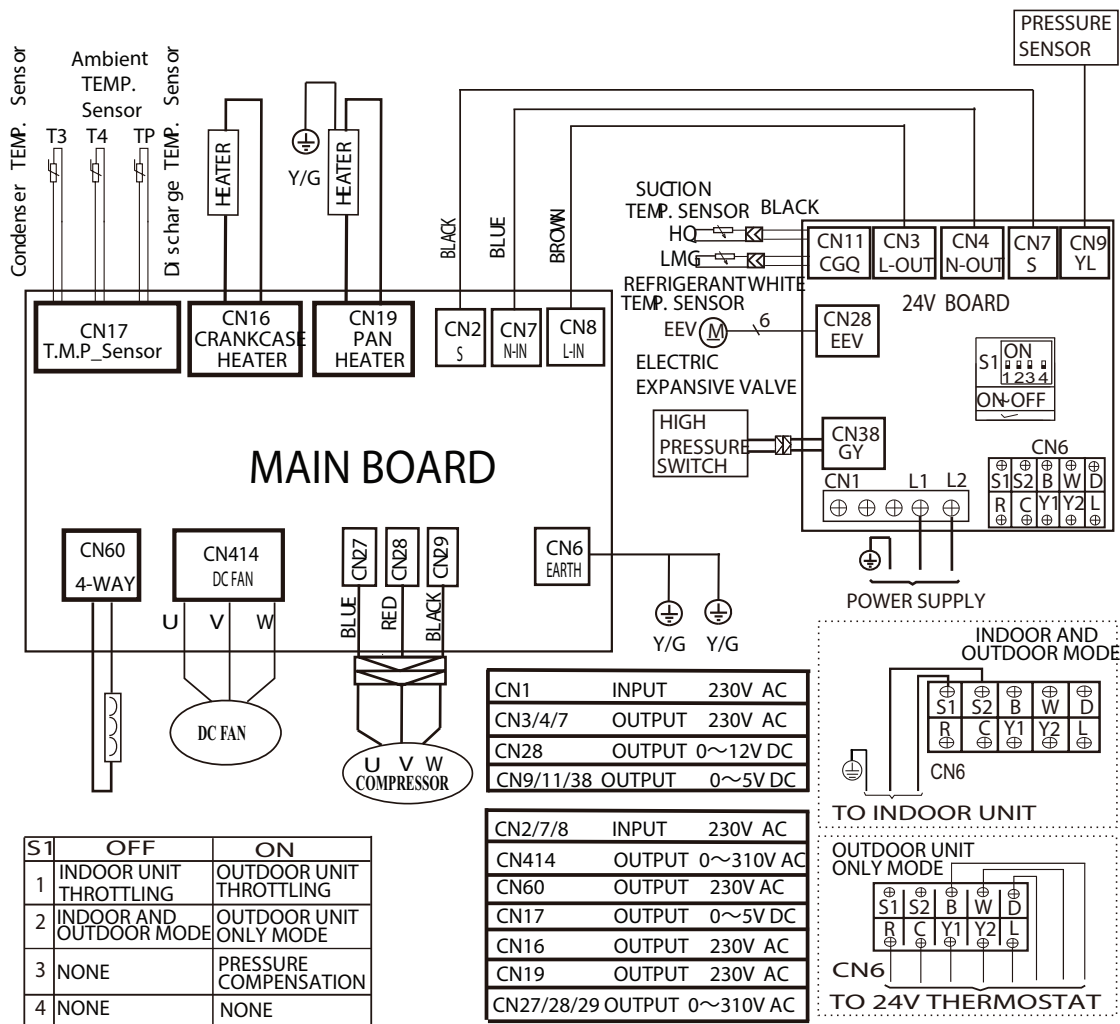 PRESSURE
SENSOR
Condenser TEMP. Sensor
Ambient
TEMP.
Sensor
Discharge TEMP. Sensor
T3
T4
TP
HEATER
Y/G
HEATER
BLACK
BLUE
BROWN
SUCTION
TEMP. SENSOR
BLACK
HQ
LMG
REFRIGERANT WHITE
TEMP. SENSOR
EEV
M
6
ELECTRIC
EXPANSIVE VALVE
CN11
CGQ
CN3
L-OUT
CN4
N-OUT
CN7
S
CN9
YL
24V BOARD
CN28
EEV
S1
ON
1 2 3 4
ON OFF
HIGH
PRESSURE
SWITCH
CN38
GY
CN6
S1 S2 B W D
R C Y1 Y2 L
CN1
L1
L2
POWER SUPPLY
CN17
T.M.P_Sensor
CN16
CRANKCASE
HEATER
CN19
PAN
HEATER
CN2
S
CN7
N-IN
CN8
L-IN
MAIN BOARD
CN60
4-WAY
CN414
DC FAN
U V W
DC FAN
CN27
CN28
CN29
BLUE
RED
BLACK
U V W
COMPRESSOR
CN6
EARTH
Y/G
Y/G
INDOOR AND
OUTDOOR MODE
S1 S2 B W D
R C Y1 Y2 L
CN6
TO INDOOR UNIT
OUTDOOR UNIT
ONLY MODE
S1 S2 B W D
R C Y1 Y2 L
CN6
TO 24V THERMOSTAT
CN1 INPUT 230V AC
CN3/4/7 OUTPUT 230V AC
CN28 OUTPUT 0~12V DC
CN9/11/38 OUTPUT 0~5V DC
CN2/7/8 INPUT 230V AC
CN414 OUTPUT 0~310V AC
CN60 OUTPUT 230V AC
CN17 OUTPUT 0~5V DC
CN16 OUTPUT 230V AC
CN19 OUTPUT 230V AC
CN27/28/29 OUTPUT 0~310V AC
S1 OFF ON
1 INDOOR UNIT THROTTLING OUTDOOR UNIT THROTTLING
2 INDOOR AND OUTDOOR MODE OUTDOOR UNIT ONLY MODE
3 NONE PRESSURE COMPENSATION
4 NONE NONE